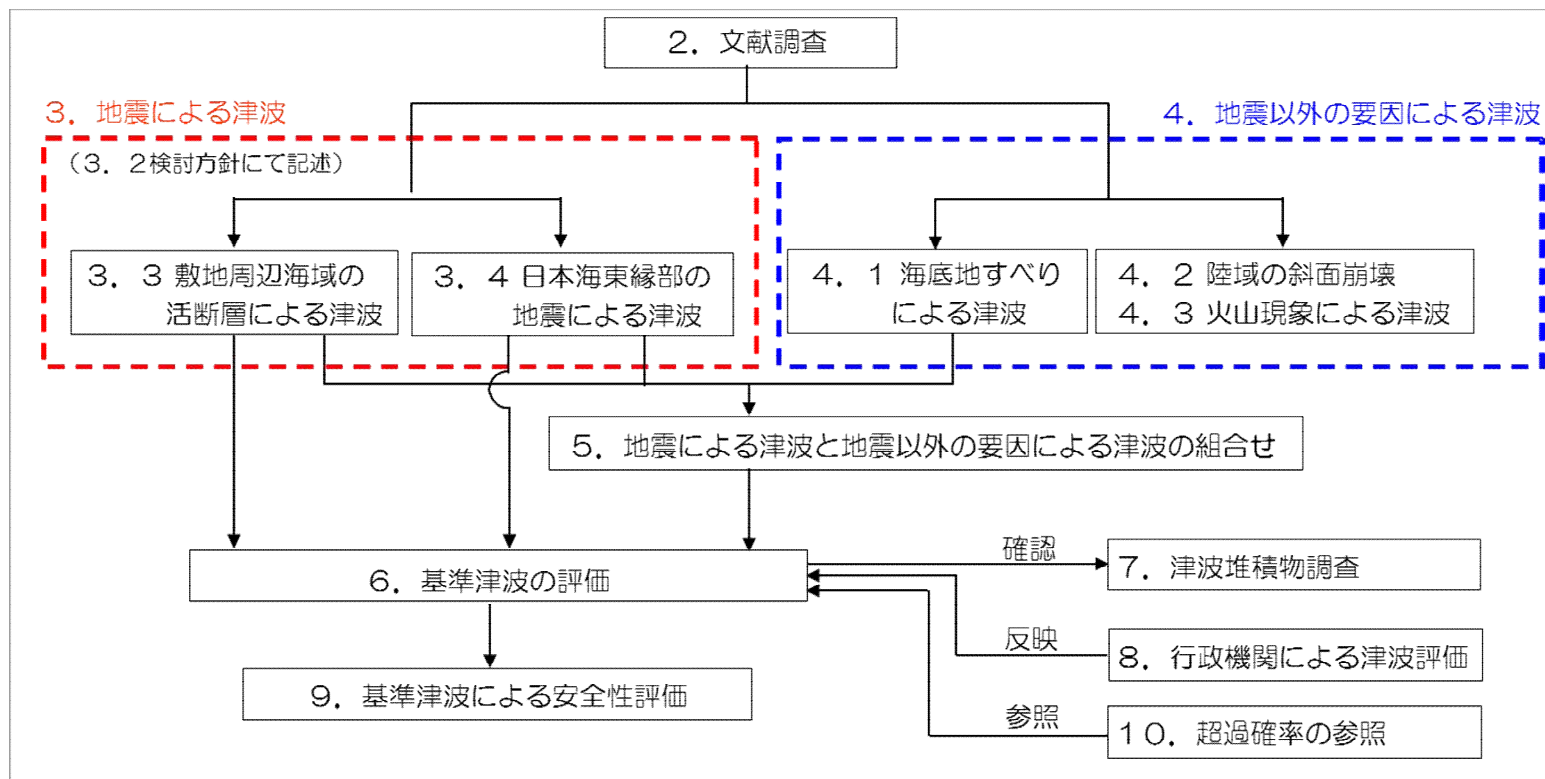 2．文献調査
3．地震による津波
4．地震以外の要因による津波
（3．2検討方針にて記述）
3．3 敷地周辺海域の
活断層による津波
3．4 日本海東縁部の
地震による津波
4．1 海底地すべり
による津波
4．2 陸域の斜面崩壊
4．3 火山現象による津波
5．地震による津波と地震以外の要因による津波の組合せ
6．基準津波の評価
確認
7．津波堆積物調査
反映
8．行政機関による津波評価
9．基準津波による安全性評価
参照
10．超過確率の参照